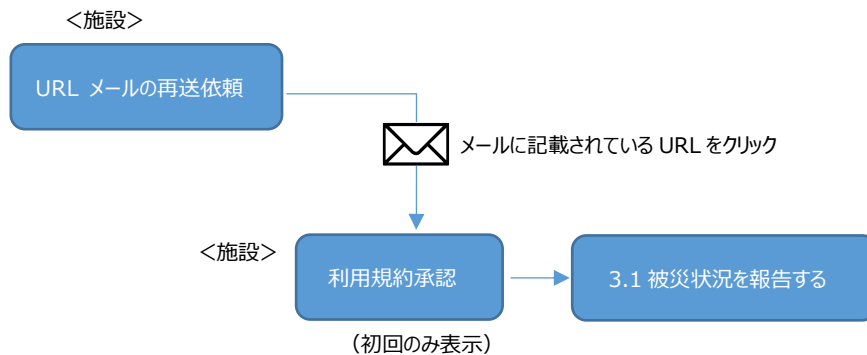 ＜施設＞
URL メールの再送依頼
メールに記載されている URL をクリック
＜施設＞
利用規約承認
3.1 被災状況を報告する
（初回のみ表示）